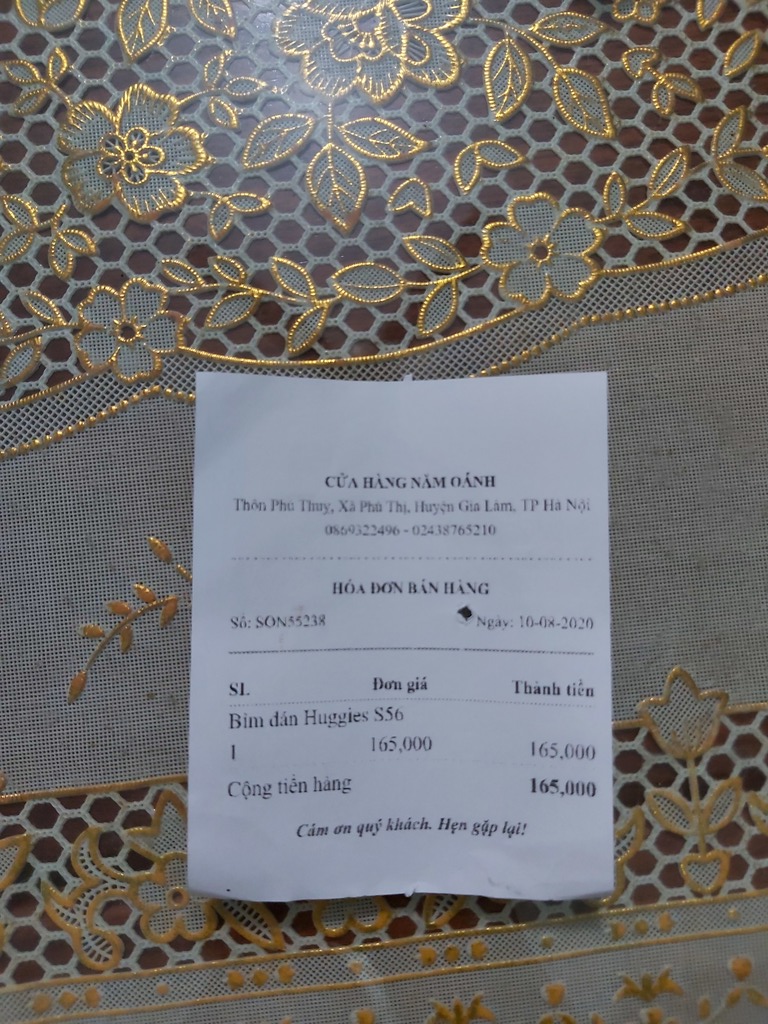 CỬA HÀNG NĂM OÁNH
Thôn Phú Thụy, Xã Phú Thị, Huyện Gia Lâm, TP Hà Nội
0869322496 - 02438765210
HÓA ĐƠN BÁN HÀNG
Số: SON55238 Ngày: 10-08-2020
SL Đơn giá Thành tiền
Bỉm dán Huggies S56
1 165,000 165,000
Cộng tiền hàng 165,000
Cảm ơn quý khách. Hẹn gặp lại!